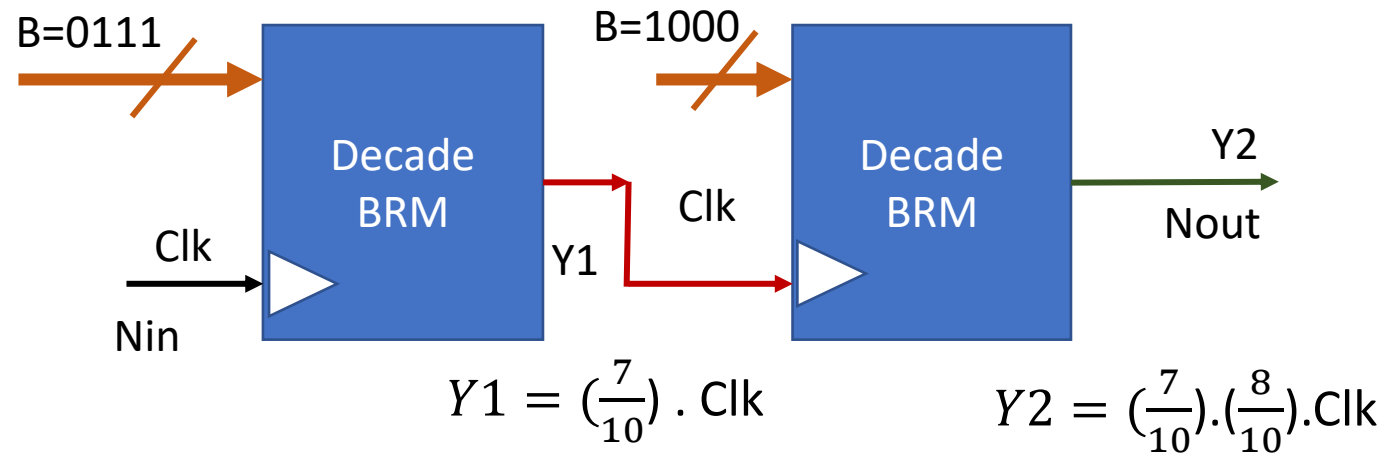 B=0111
B=1000
Decade
BRM
Decade
BRM
Y2
Nout
Clk
Clk
Y1
Nin
Y1 = (7/10) . Clk
Y2 = (7/10).(8/10).Clk